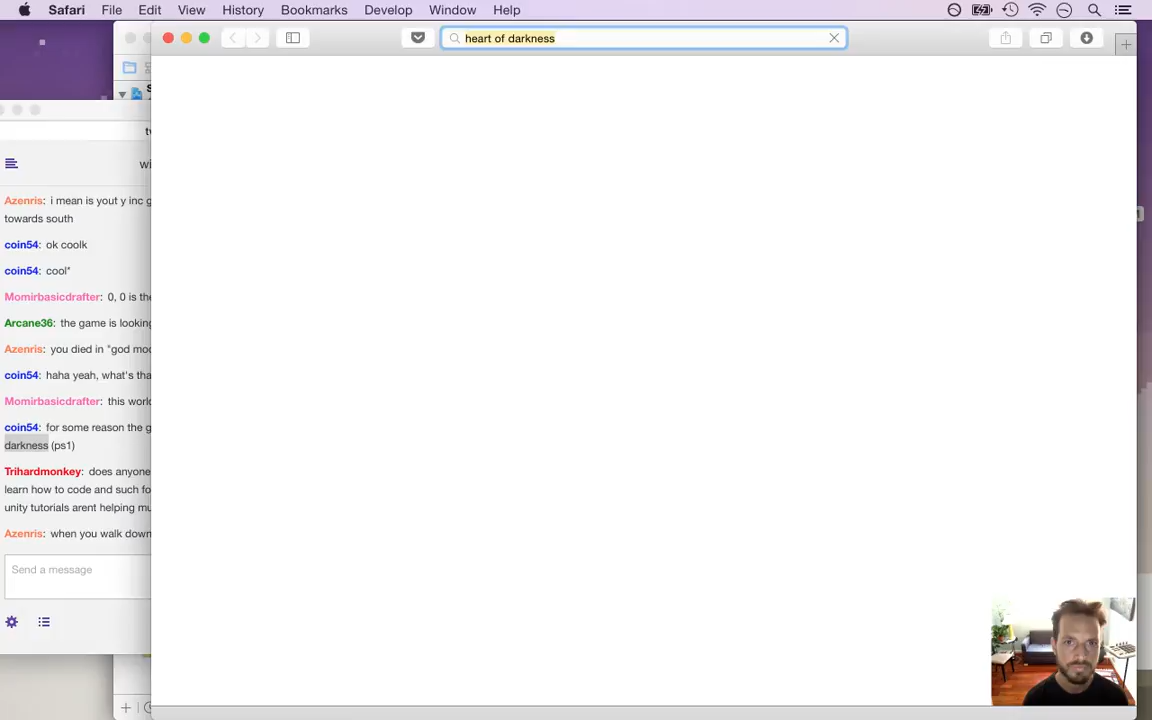 Safari File Edit View History Bookmarks Develop Window Help
heart of darkness
Azenris: i mean is yout y inc g
towards south
coin54: ok coolk
coin54: cool*
Momirbasicdrafter: 0, 0 is the
Arcane36: the game is looking
Azenris: you died in "god mod
coin54: haha yeah, what's tha
Momirbasicdrafter: this world
coin54: for some reason the g
darkness (ps1)
Trihardmonkey: does anyone
learn how to code and such fo
unity tutorials arent helping mu
Azenris: when you walk down
Send a message